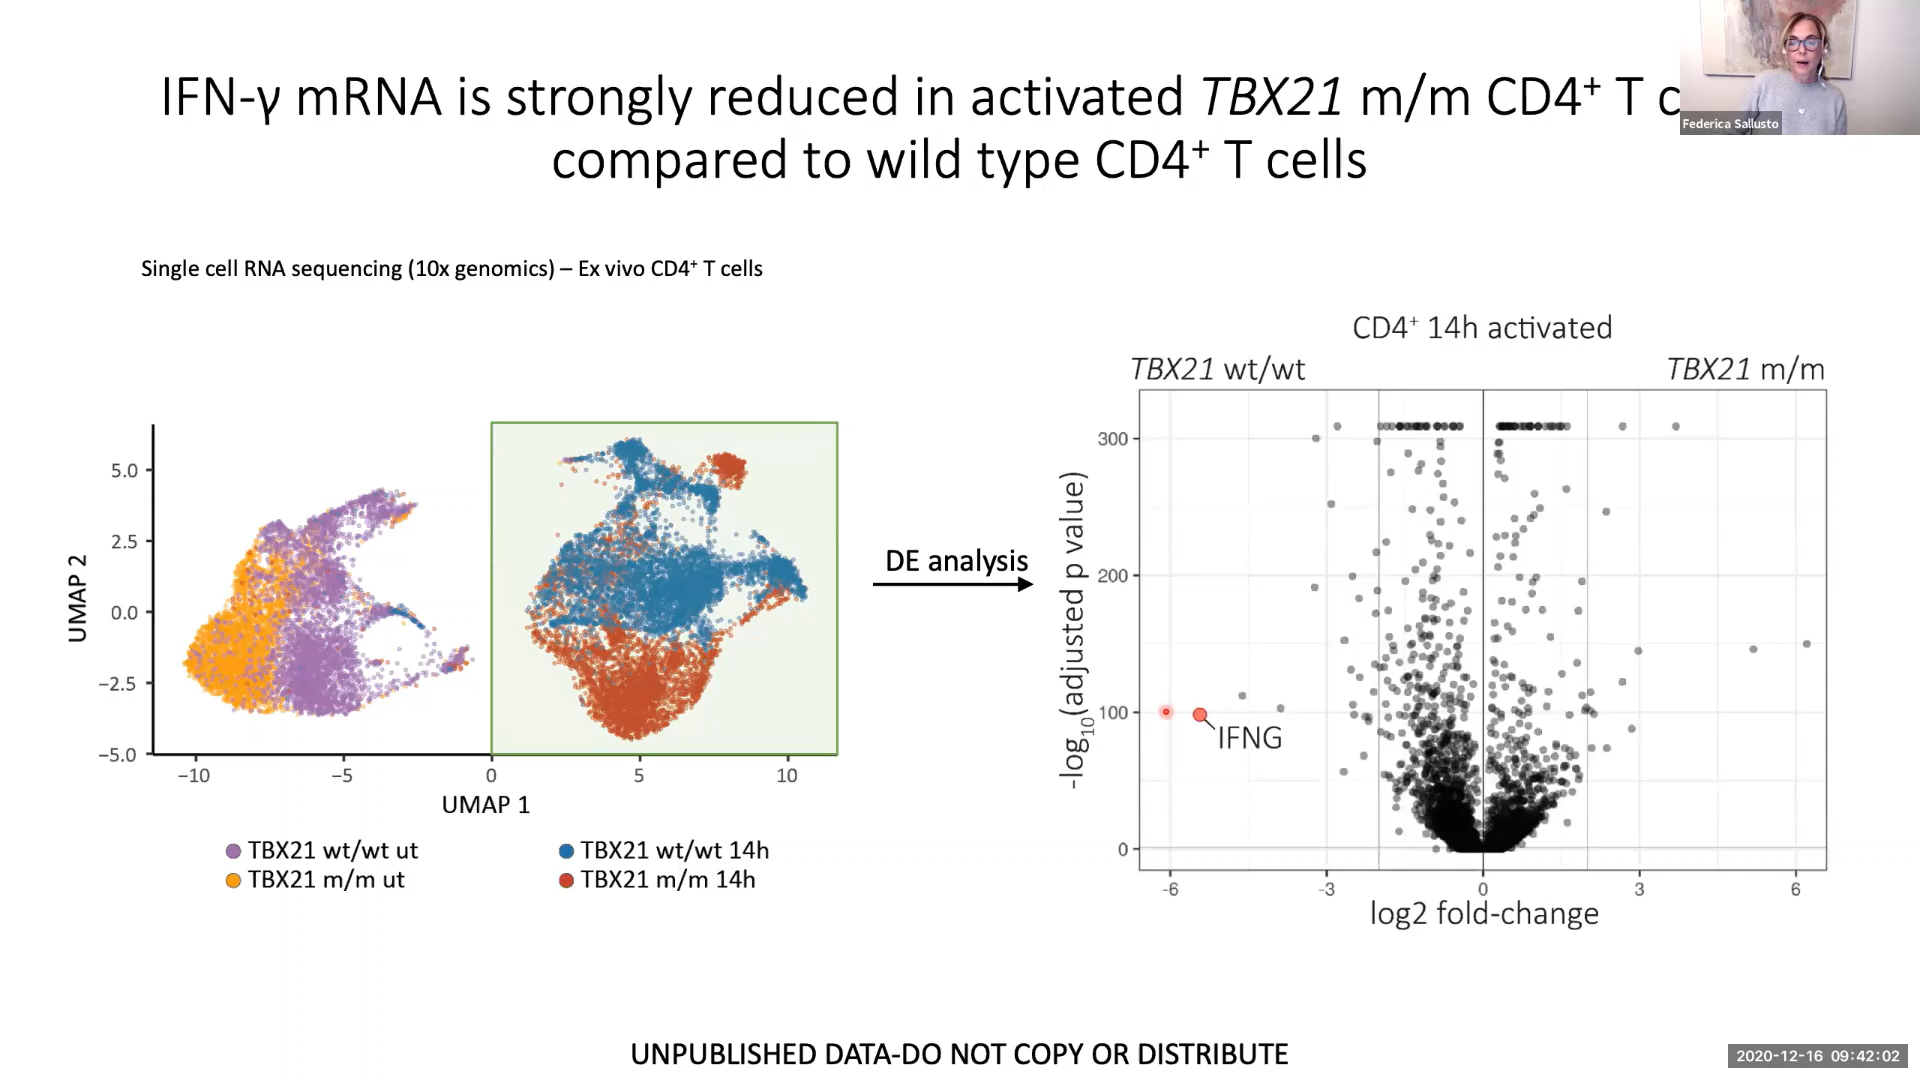 IFN-γ mRNA is strongly reduced in activated TBX21 m/m CD4⁺ T c
compared to wild type CD4⁺ T cells
Federica Sallusto
Single cell RNA sequencing (10x genomics) – Ex vivo CD4⁺ T cells
UMAP 2
5.0
2.5
0.0
−2.5
−5.0
−10
−5
0
5
10
UMAP 1
TBX21 wt/wt ut
TBX21 m/m ut
TBX21 wt/wt 14h
TBX21 m/m 14h
DE analysis
CD4⁺ 14h activated
TBX21 wt/wt
TBX21 m/m
-log₁₀(adjusted p value)
300
200
100
0
IFNG
-6
-3
0
3
6
log2 fold-change
UNPUBLISHED DATA-DO NOT COPY OR DISTRIBUTE
2020-12-16 09:42:02